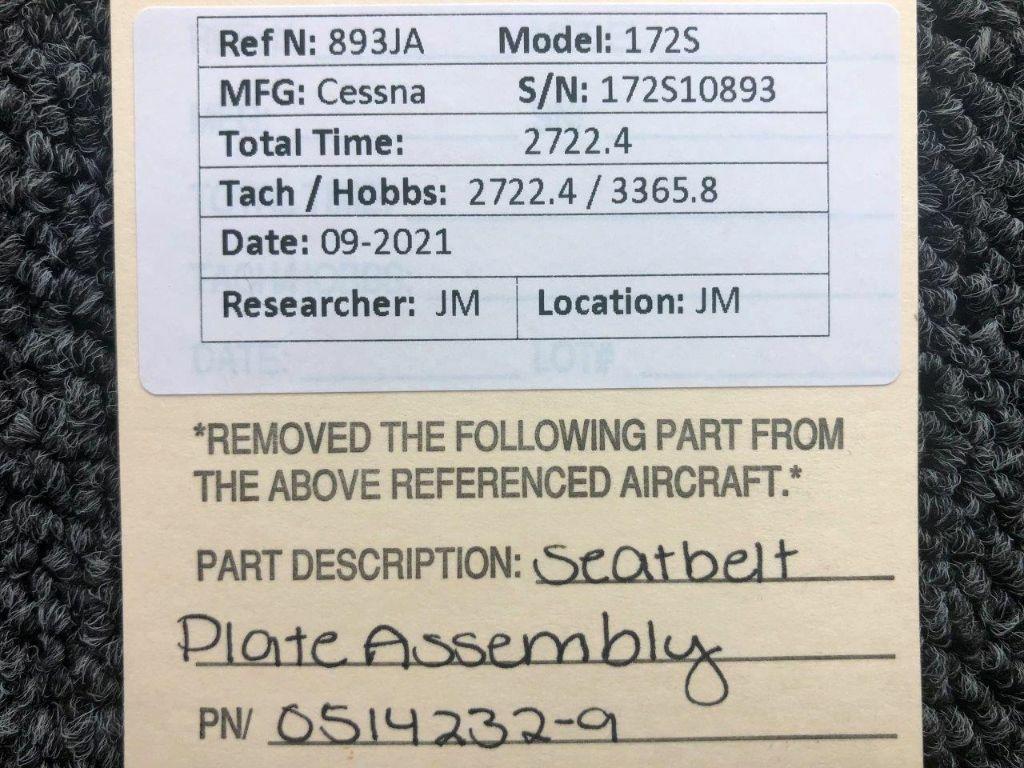 Ref N: 893JA Model: 172S
MFG: Cessna S/N: 172S10893
Total Time: 2722.4
Tach / Hobbs: 2722.4 / 3365.8
Date: 09-2021
Researcher: JM Location: JM
DATE: LOT#
*REMOVED THE FOLLOWING PART FROM
THE ABOVE REFERENCED AIRCRAFT.*
PART DESCRIPTION: Seatbelt
Plate Assembly
PN/ 0514232-9